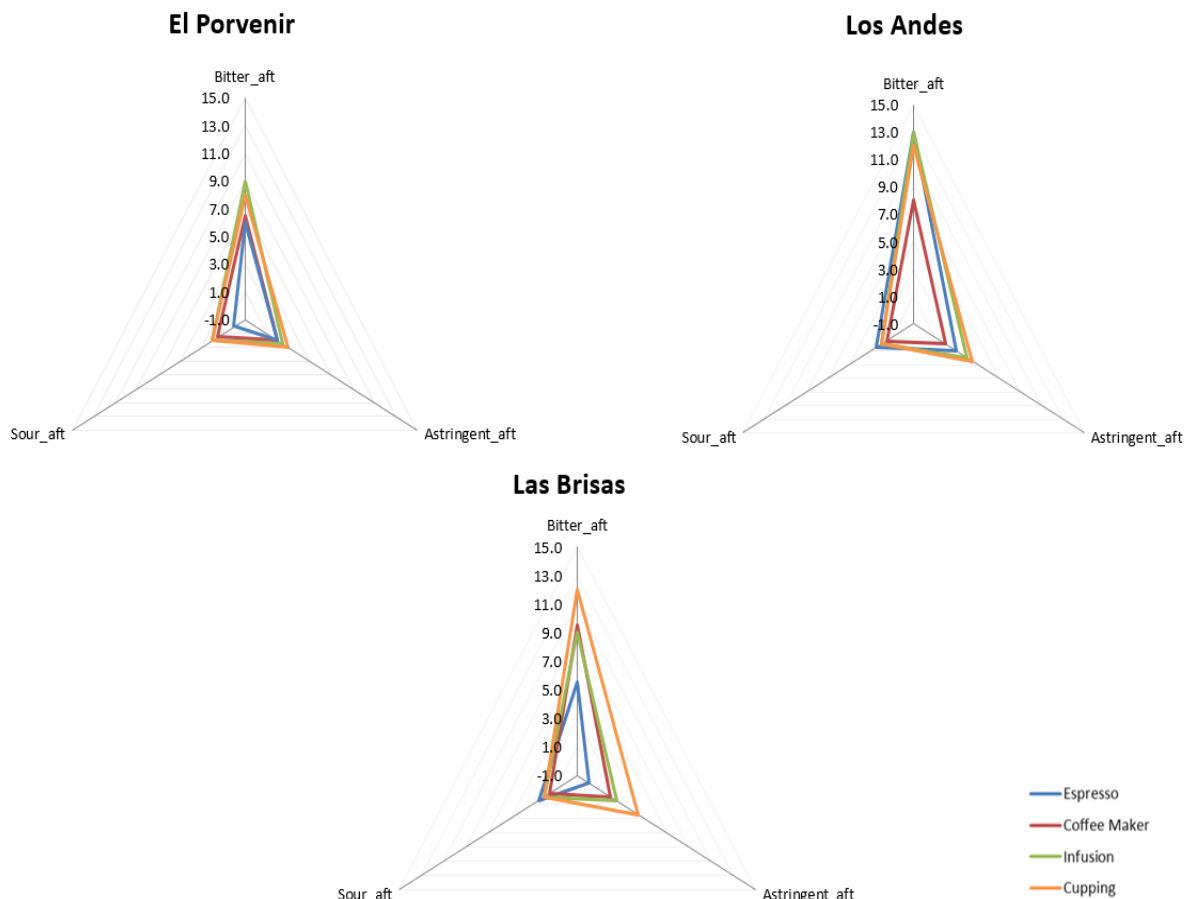 El Porvenir
Bitter_aft
15.0
13.0
11.0
9.0
7.0
5.0
3.0
1.0
-1.0
Sour_aft
Astringent_aft
Los Andes
Bitter_aft
15.0
13.0
11.0
9.0
7.0
5.0
3.0
1.0
-1.0
Sour_aft
Astringent_aft
Las Brisas
Bitter_aft
15.0
13.0
11.0
9.0
7.0
5.0
3.0
1.0
-1.0
Sour_aft
Astringent_aft
Espresso
Coffee Maker
Infusion
Cupping